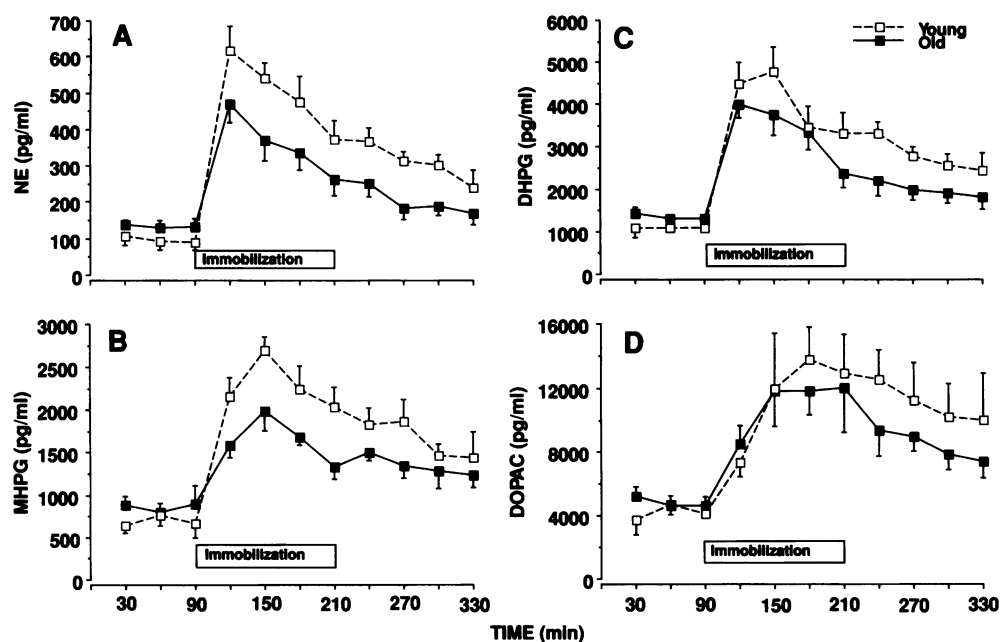 A
NE (pg/ml)
700
600
500
400
300
200
100
0
Immobilization
C
Young
Old
DHPG (pg/ml)
6000
5000
4000
3000
2000
1000
0
Immobilization
B
MHPG (pg/ml)
3000
2500
2000
1500
1000
500
0
Immobilization
30 90 150 210 270 330
D
DOPAC (pg/ml)
16000
12000
8000
4000
0
Immobilization
30 90 150 210 270 330
TIME (min)